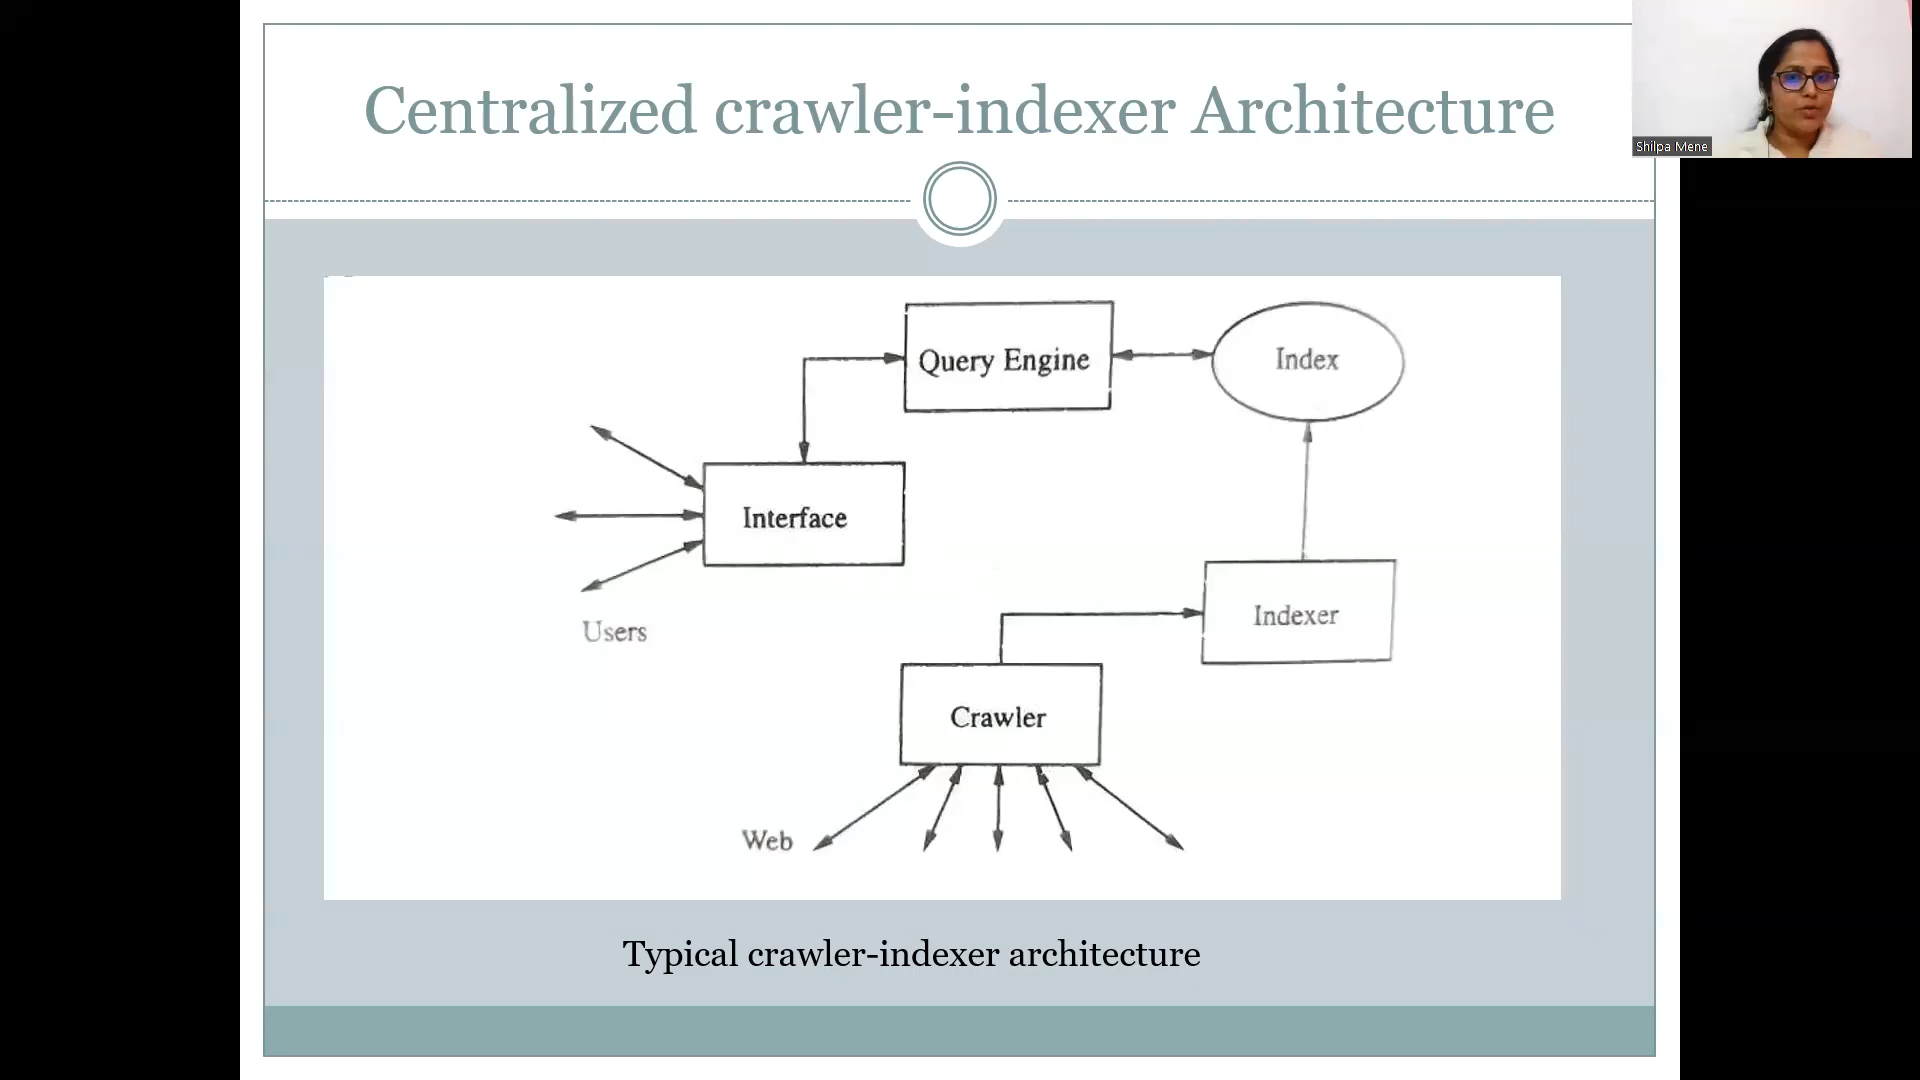 Centralized crawler-indexer Architecture
Shilpa Mene
Query Engine
Index
Interface
Users
Indexer
Crawler
Web
Typical crawler-indexer architecture